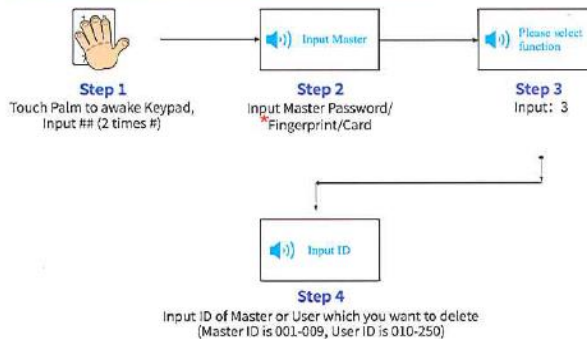 Input Master
Please select
function
Step 1
Step 2
Step 3
Touch Palm to awake Keypad,
Input ## (2 times #)
Input Master Password/
*Fingerprint/Card
Input: 3
Input ID
Step 4
Input ID of Master or User which you want to delete
(Master ID is 001-009, User ID is 010-250)